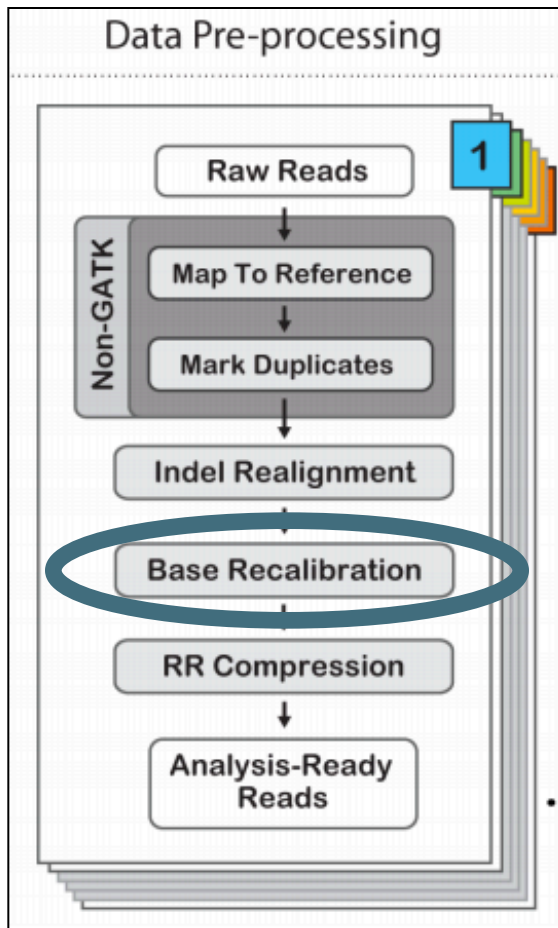 Data Pre-processing
1
Raw Reads
Non-GATK
Map To Reference
Mark Duplicates
Indel Realignment
Base Recalibration
RR Compression
Analysis-Ready
Reads